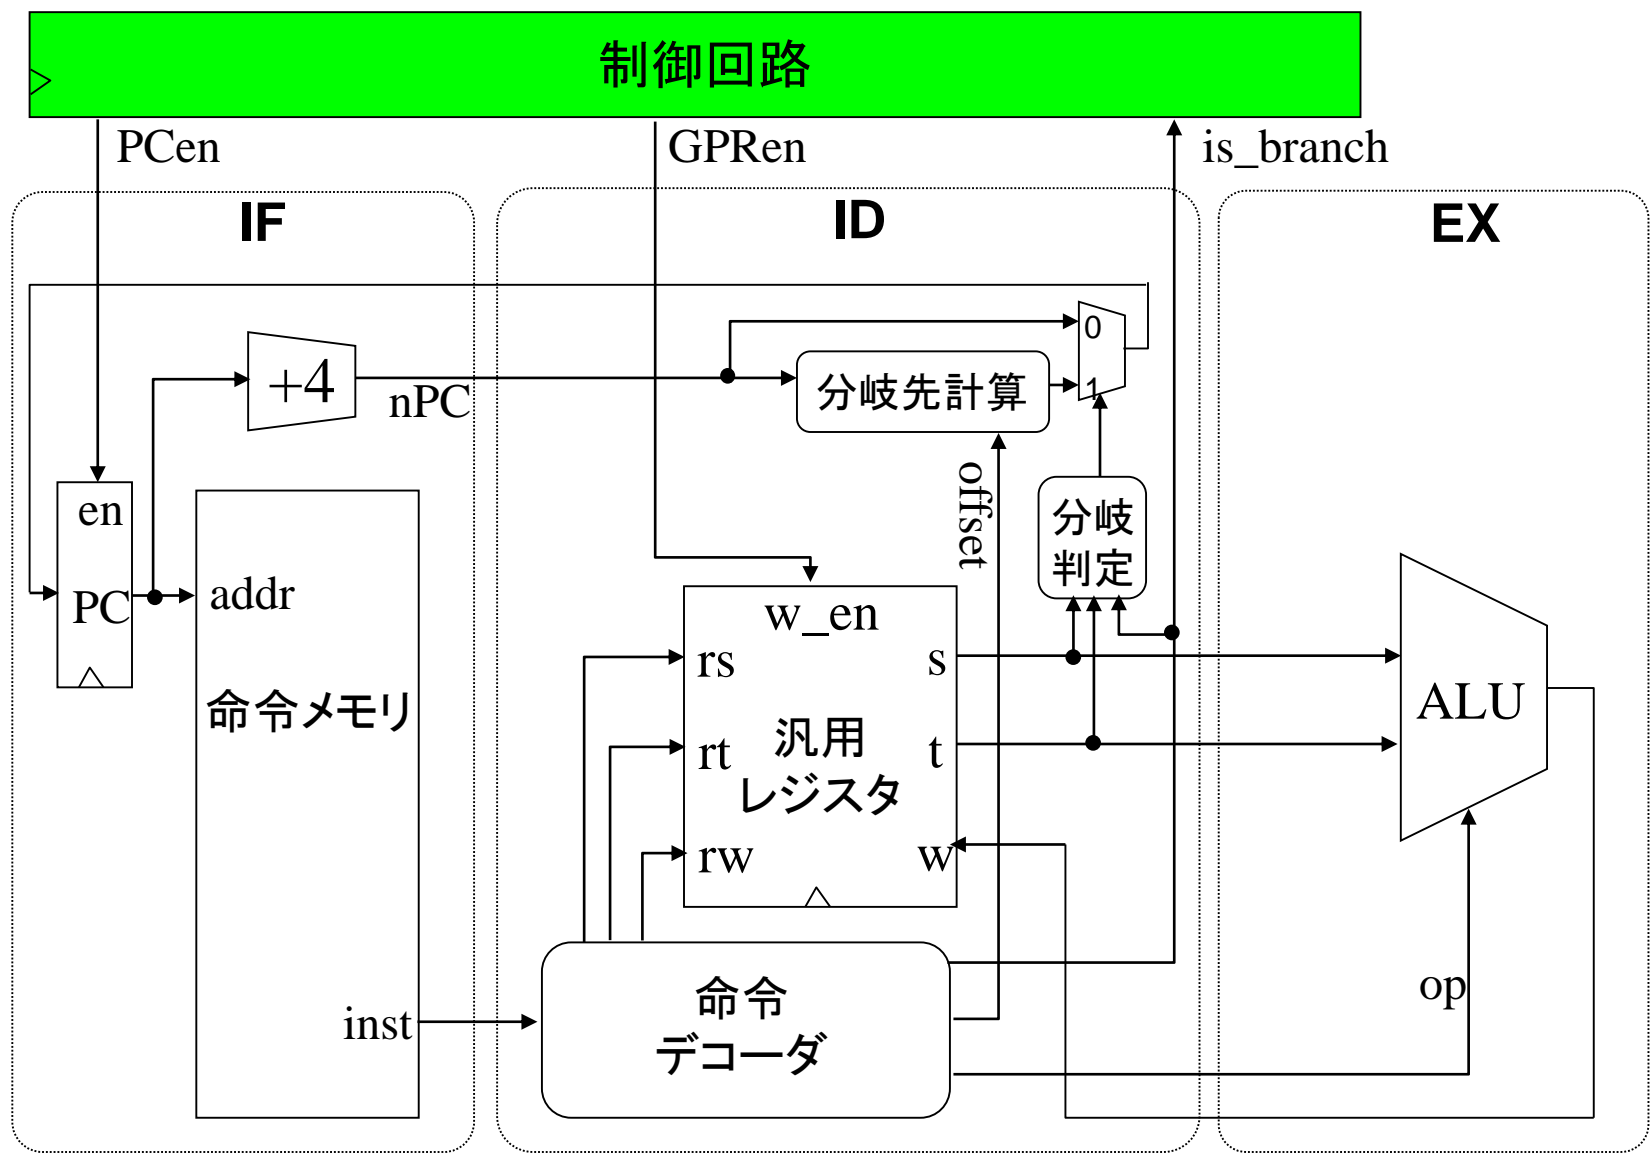 制御回路
PCen
GPRen
is_branch
IF
ID
EX
0
+4
nPC
分岐先計算
1
en
PC
addr
命令メモリ
inst
offset
分岐
判定
w_en
rs
s
rt
汎用
レジスタ
t
rw
w
ALU
命令
デコーダ
op